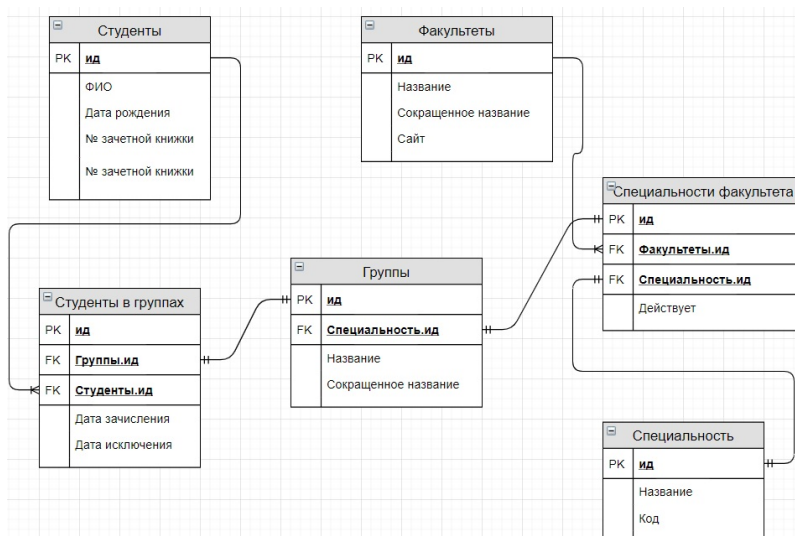 Студенты
PK ид
ФИО
Дата рождения
№ зачетной книжки
№ зачетной книжки
Факультеты
PK ид
Название
Сокращенное название
Сайт
Специальности факультета
PK ид
FK Факультеты.ид
FK Специальность.ид
Действует
Группы
PK ид
FK Специальность.ид
Название
Сокращенное название
Студенты в группах
PK ид
FK Группы.ид
FK Студенты.ид
Дата зачисления
Дата исключения
Специальность
PK ид
Название
Код